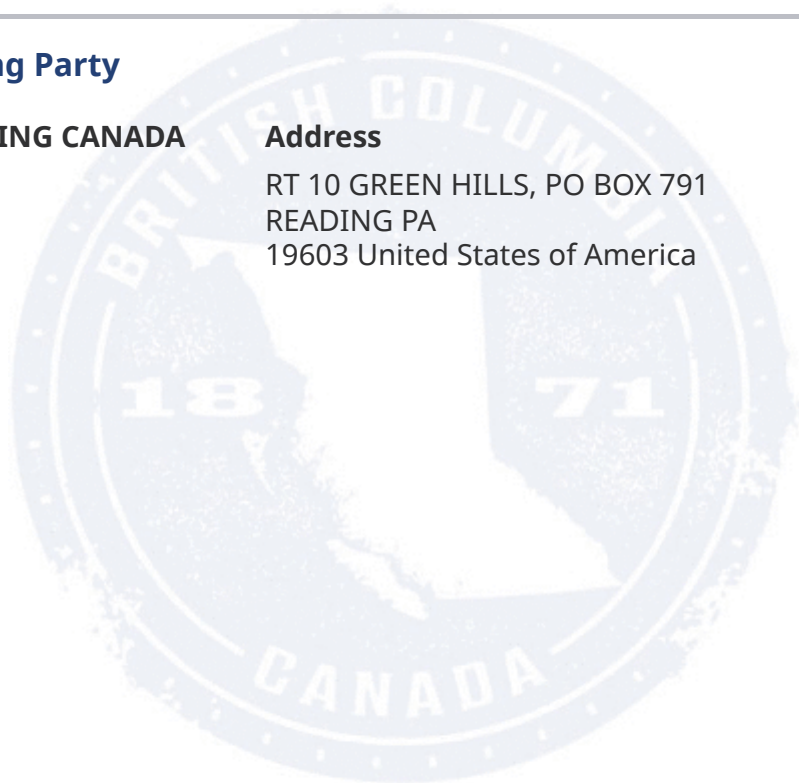 ng Party
ING CANADA
Address
RT 10 GREEN HILLS, PO BOX 791
READING PA
19603 United States of America
BRITISH COLUMBIA
18 71
CANADA